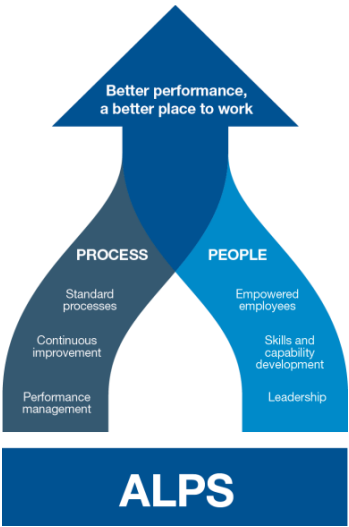 Better performance,
a better place to work
PROCESS
Standard
processes
Continuous
improvement
Performance
management
PEOPLE
Empowered
employees
Skills and
capability
development
Leadership
ALPS